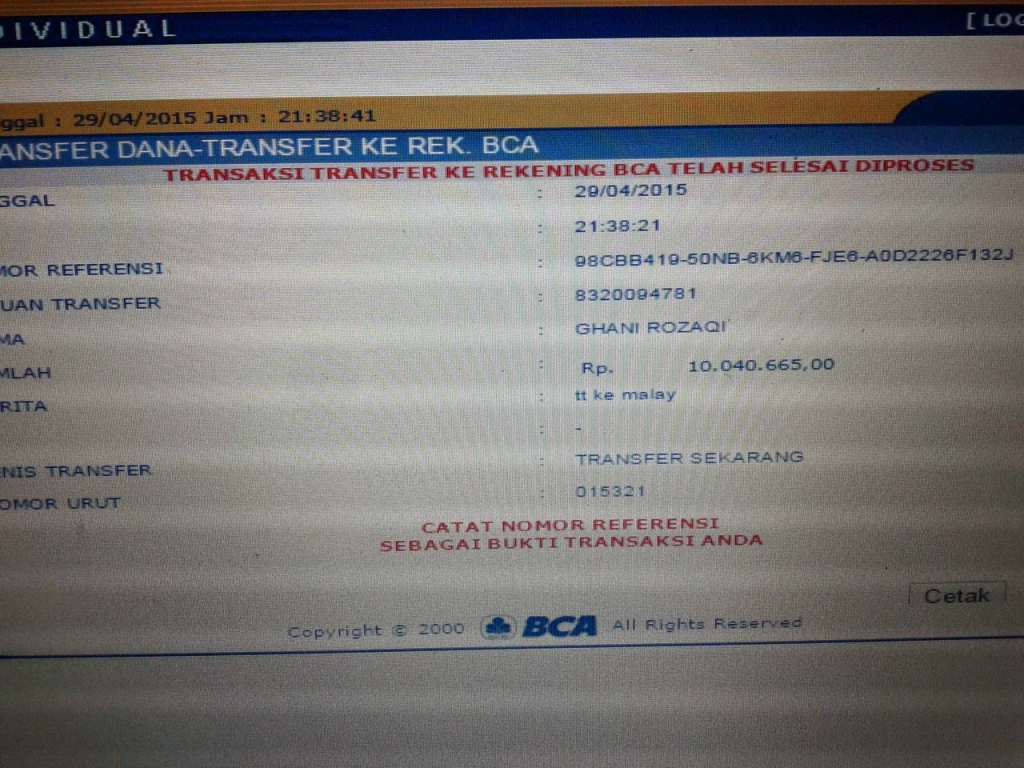 DIVIDUAL [ LOG
ggal : 29/04/2015 Jam : 21:38:41
ANSFER DANA-TRANSFER KE REK. BCA
TRANSAKSI TRANSFER KE REKENING BCA TELAH SELESAI DIPROSES
GGAL : 29/04/2015
: 21:38:21
MOR REFERENSI : 98CBB419-50NB-6KM6-FJE6-A0D2226F132J
UAN TRANSFER : 8320094781
MA : GHANI ROZAQI
MLAH : Rp. 10.040.665,00
RITA : tt ke malay
: -
ENIS TRANSFER : TRANSFER SEKARANG
OMOR URUT : 015321
CATAT NOMOR REFERENSI
SEBAGAI BUKTI TRANSAKSI ANDA
Cetak
Copyright © 2000 BCA All Rights Reserved